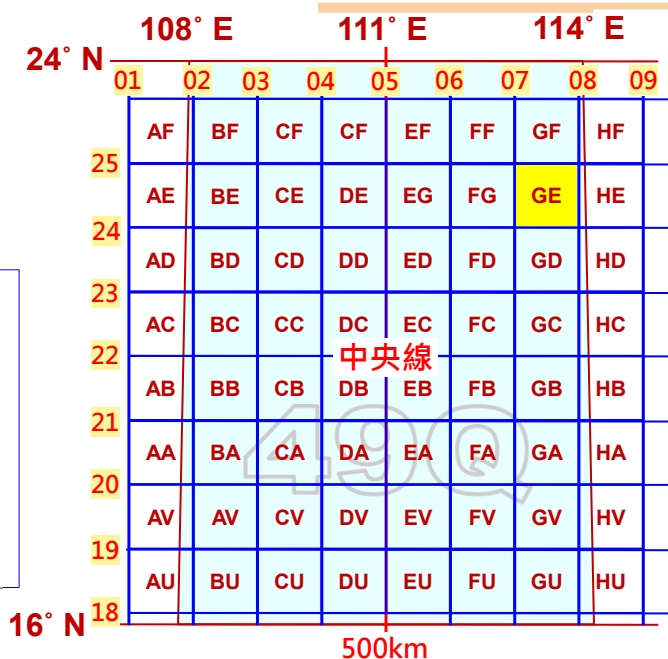 108° E 111° E 114° E
24° N
01 02 03 04 05 06 07 08 09
AF BF CF CF EF FF GF HF
25
AE BE CE DE EG FG GE HE
24
AD BD CD DD ED FD GD HD
23
AC BC CC DC EC FC GC HC
22
中央線
AB BB CB DB EB FB GB HB
21
49Q
AA BA CA DA EA FA GA HA
20
AV AV CV DV EV FV GV HV
19
AU BU CU DU EU FU GU HU
18
16° N
500km